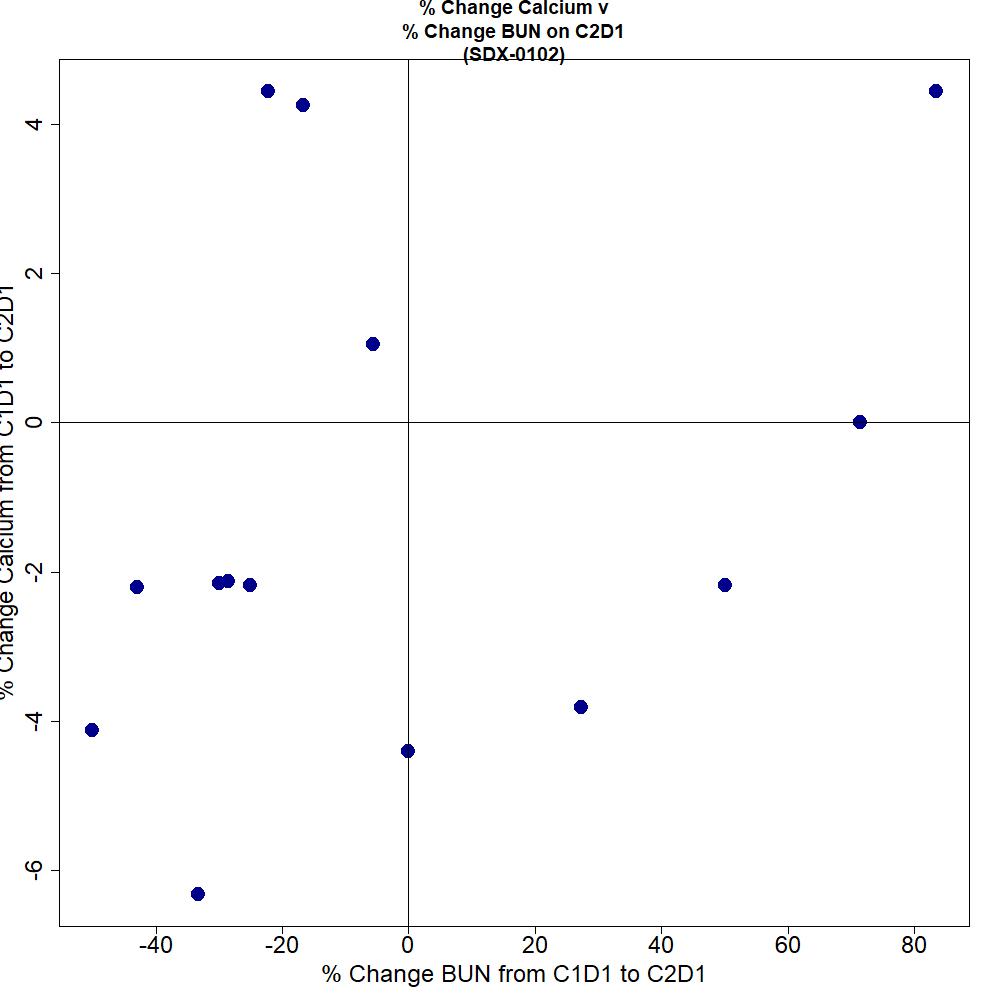 % Change Calcium v
% Change BUN on C2D1
(SDX-0102)
% Change Calcium from C1D1 to C2D1
4
2
0
-2
-4
-6
-40
-20
0
20
40
60
80
% Change BUN from C1D1 to C2D1